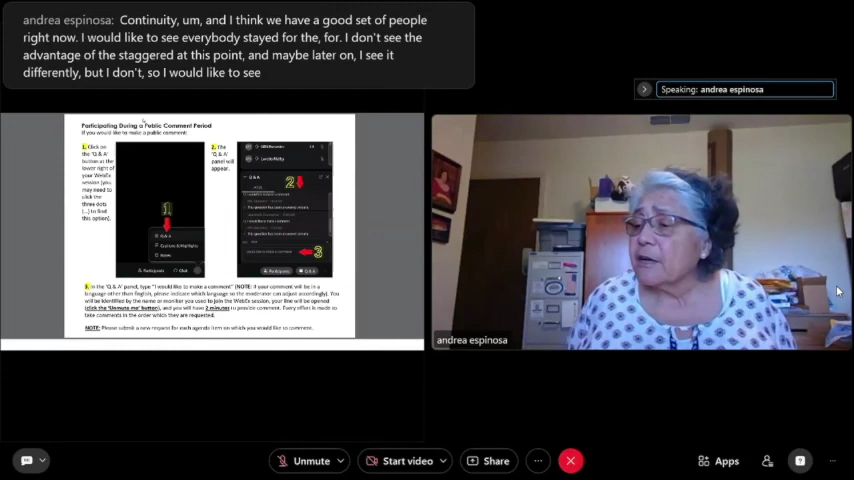 andrea espinosa: Continuity, um, and I think we have a good set of people
right now. I would like to see everybody stayed for the, for. I don't see the
advantage of the staggered at this point, and maybe later on, I see it
differently, but I don't, so I would like to see
Speaking: andrea espinosa
Participating During a Public Comment Period
If you would like to make a public comment:
1. Click on
the "Q & A"
button at the
lower right of
your WebEx
session (you
may need to
click the
three dots
(...) to find
this option).
1
Q & A
Participants
Chat
2. The
'Q & A'
panel will
appear.
Q & A
2
3
Participants
Q & A
3. In the 'Q & A' panel, type "I would like to make a comment" (NOTE: if your comment will be in a
language other than English, please indicate which language so the moderator can adjust accordingly). You
will be identified by the name or moniker you used to join the WebEx session, your line will be opened
(click the 'Unmute me' button), and you will have 2 minutes to provide comment. Every effort is made to
take comments in the order which they are requested.
NOTE: Please submit a new request for each agenda item on which you would like to comment.
andrea espinosa
Unmute
Start video
Share
Apps